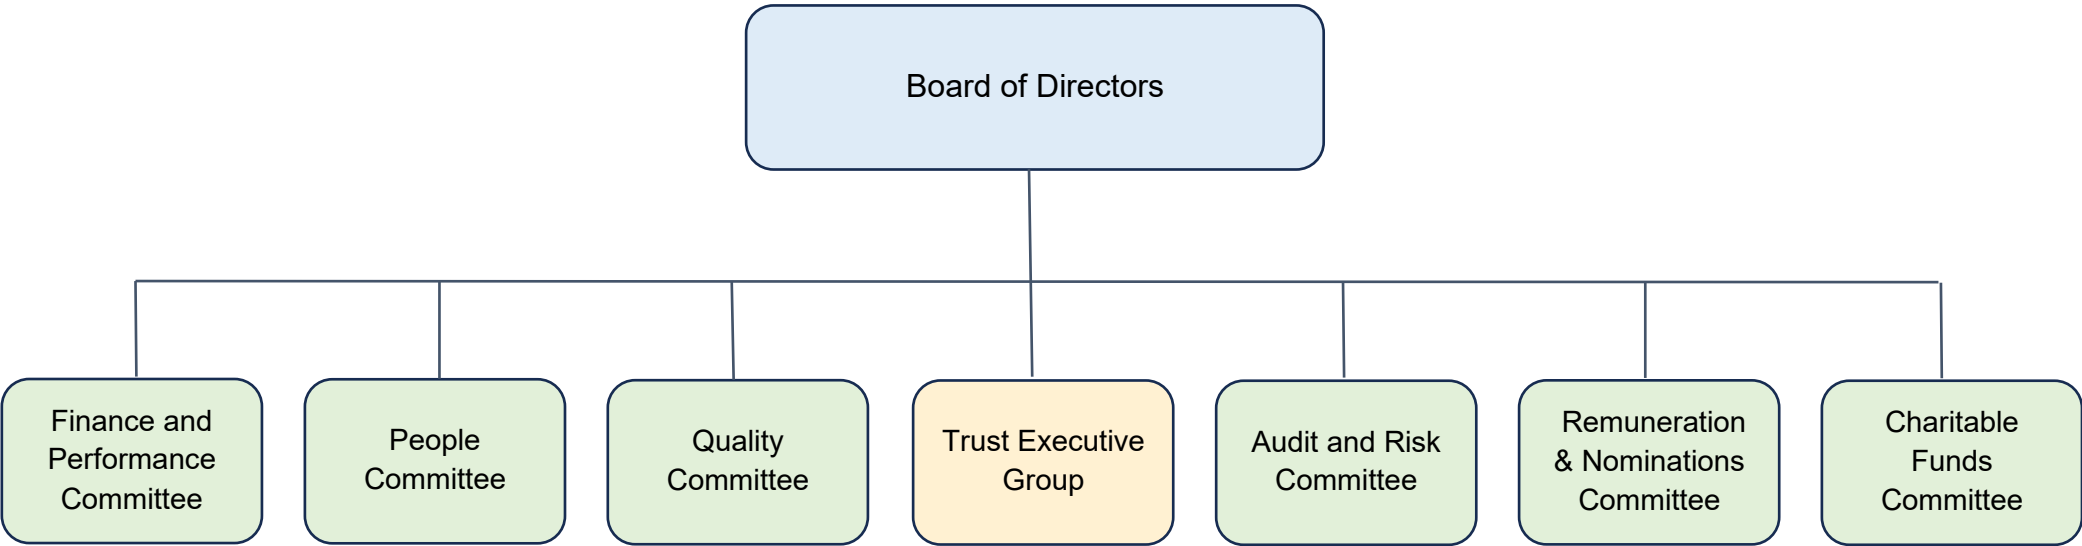 Board of Directors
Finance and
Performance
Committee
People
Committee
Quality
Committee
Trust Executive
Group
Audit and Risk
Committee
Remuneration
& Nominations
Committee
Charitable
Funds
Committee